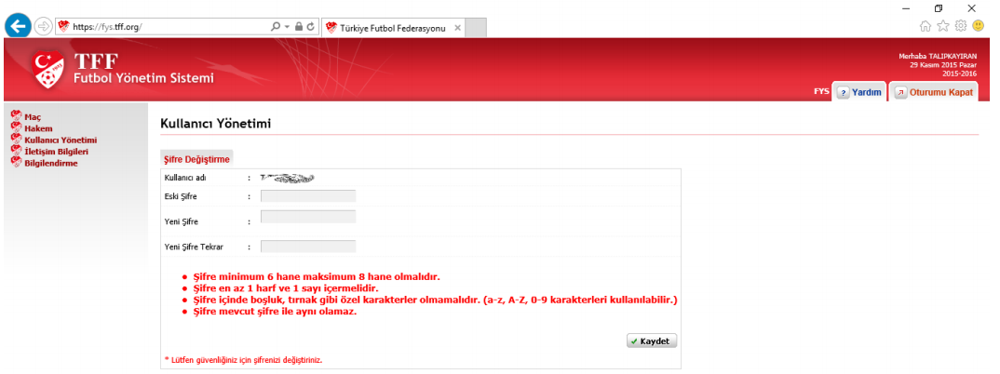 https://fys.tff.org/
Türkiye Futbol Federasyonu
TFF
Futbol Yönetim Sistemi
Merhaba TALIPKAYIRAN
29 Kasım 2015 Pazar
2015-2016
FYS ? Yardım Oturumu Kapat
Maç
Hakem
Kullanıcı Yönetimi
İletişim Bilgileri
Bilgilendirme
Kullanıcı Yönetimi
Şifre Değiştirme
Kullanıcı adı :
Eski Şifre :
Yeni Şifre :
Yeni Şifre Tekrar :
• Şifre minimum 6 hane maksimum 8 hane olmalıdır.
• Şifre en az 1 harf ve 1 sayı içermelidir.
• Şifre içinde boşluk, tırnak gibi özel karakterler olmamalıdır. (a-z, A-Z, 0-9 karakterleri kullanılabilir.)
• Şifre mevcut şifre ile aynı olamaz.
Kaydet
* Lütfen güvenliğiniz için şifrenizi değiştiriniz.